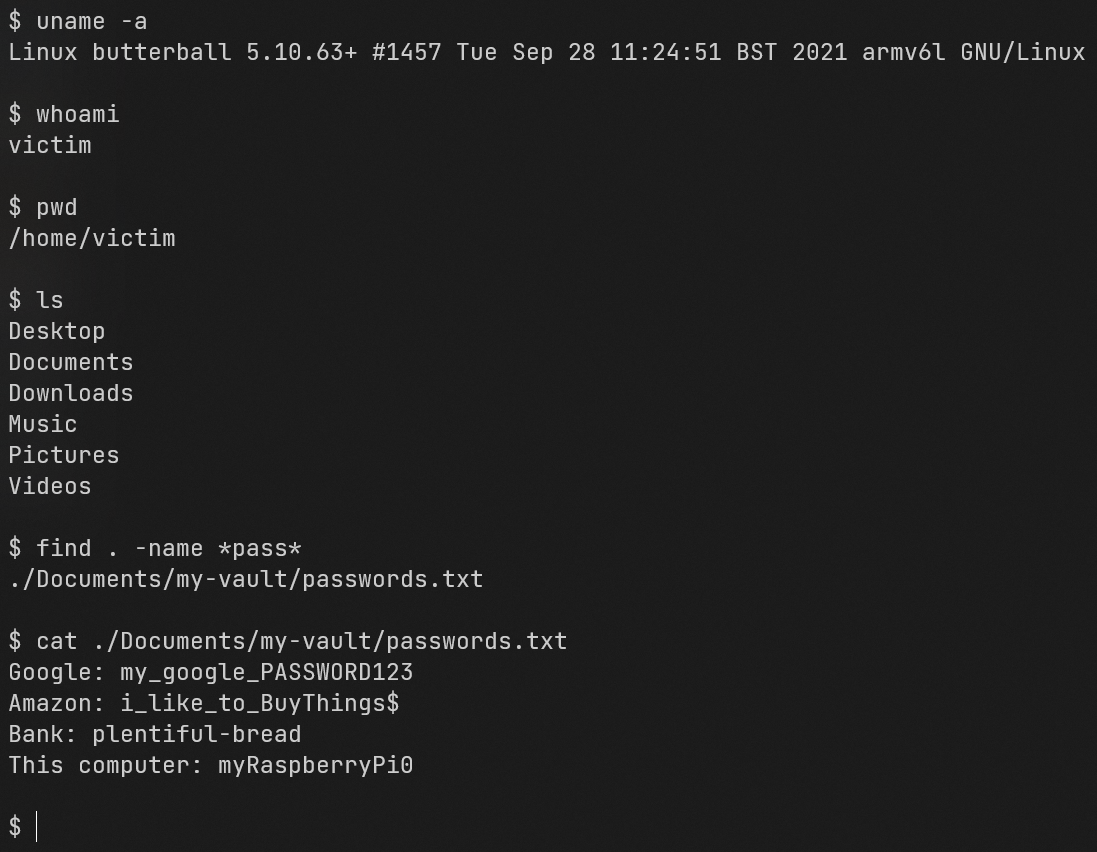 $ uname -a
Linux butterball 5.10.63+ #1457 Tue Sep 28 11:24:51 BST 2021 armv6l GNU/Linux
$ whoami
victim
$ pwd
/home/victim
$ ls
Desktop
Documents
Downloads
Music
Pictures
Videos
$ find . -name *pass*
./Documents/my-vault/passwords.txt
$ cat ./Documents/my-vault/passwords.txt
Google: my_google_PASSWORD123
Amazon: i_like_to_BuyThings$
Bank: plentiful-bread
This computer: myRaspberryPi0
$